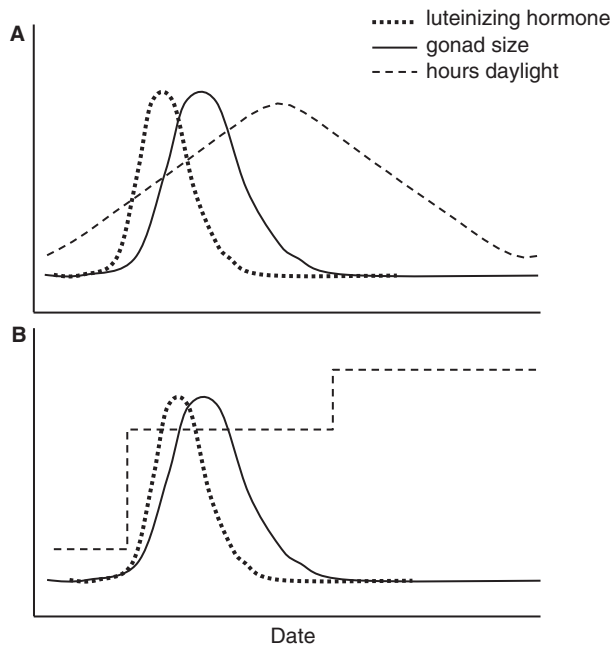 A
luteinizing hormone
gonad size
hours daylight
B
Date